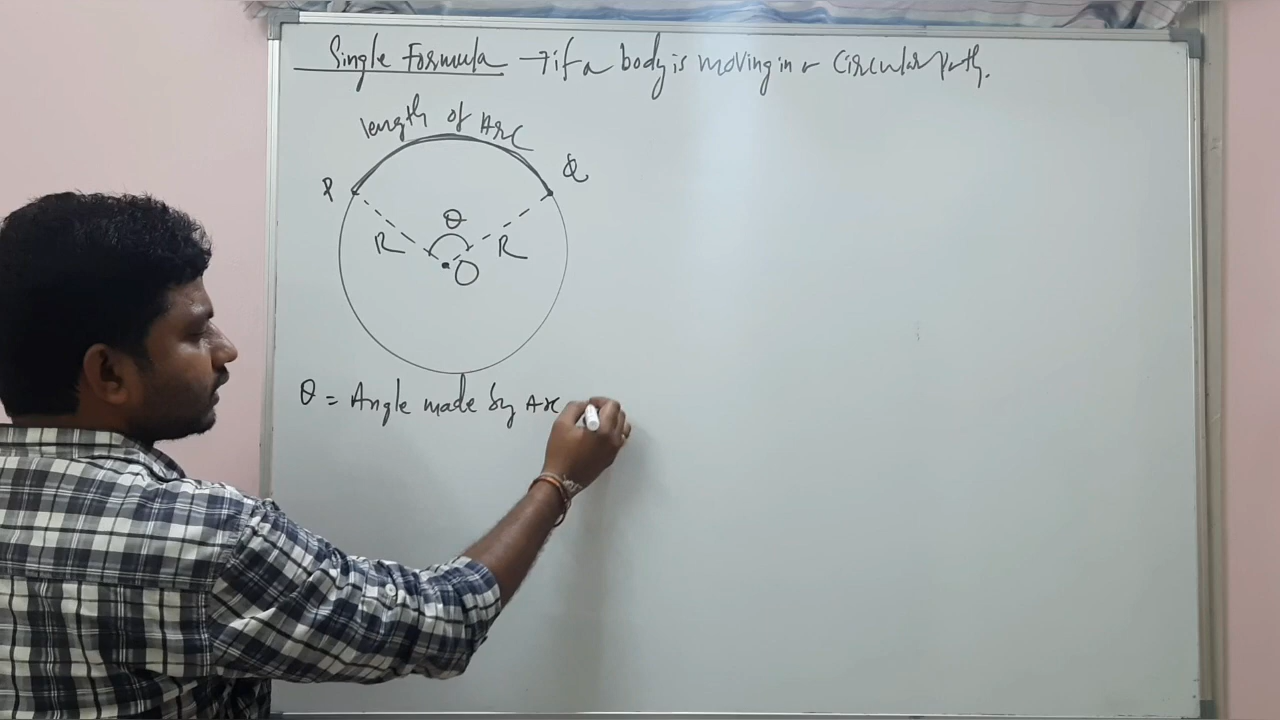 Single Formula → if a body is moving in a Circular Path.
length of Arc
P
Q
θ
R
R
O
θ = Angle made by Arc